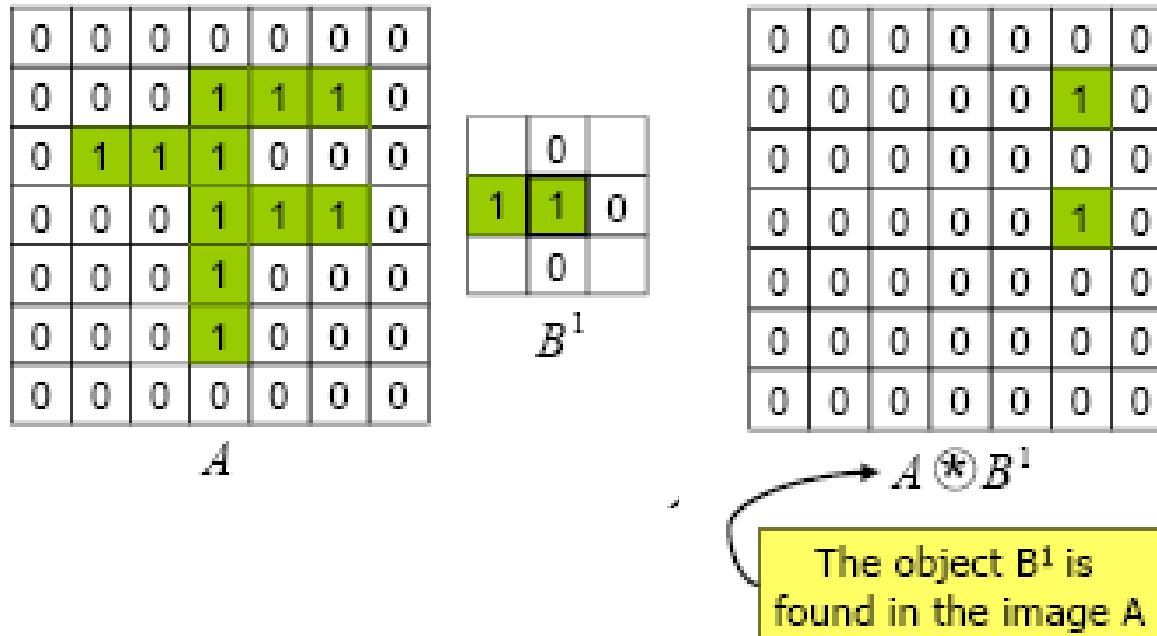 0 0 0 0 0 0 0
0 0 0 1 1 1 0
0 1 1 1 0 0 0
0 0 0 1 1 1 0
0 0 0 1 0 0 0
0 0 0 1 0 0 0
0 0 0 0 0 0 0
A
0
1 1 0
0
B¹
0 0 0 0 0 0 0
0 0 0 0 0 1 0
0 0 0 0 0 0 0
0 0 0 0 0 1 0
0 0 0 0 0 0 0
0 0 0 0 0 0 0
0 0 0 0 0 0 0
A ⊛ B¹
The object B¹ is
found in the image A